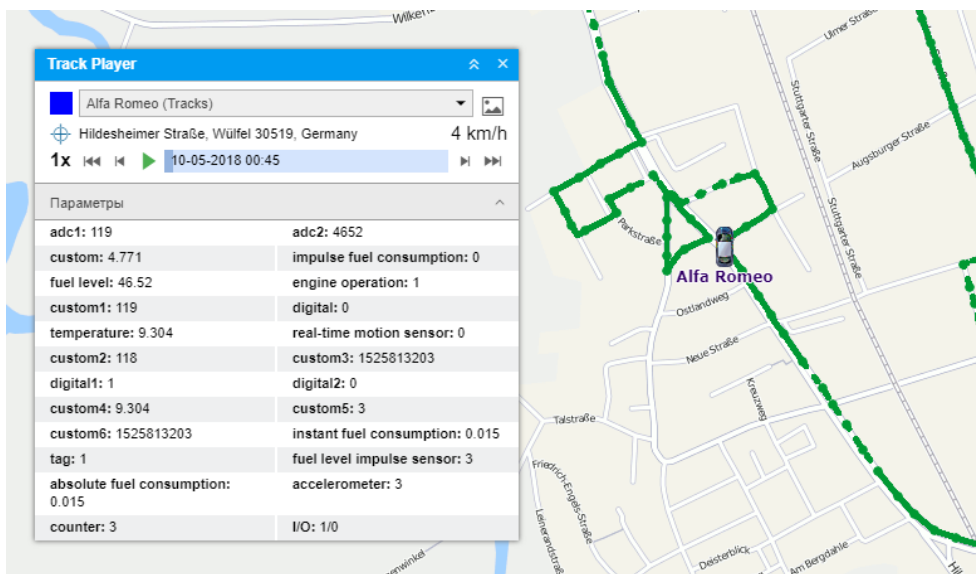 Wilken
Ulmer Straße
Track Player
Alfa Romeo (Tracks)
Hildesheimer Straße, Wülfel 30519, Germany 4 km/h
1x 10-05-2018 00:45
Параметры
adc1: 119 adc2: 4652
custom: 4.771 impulse fuel consumption: 0
fuel level: 46.52 engine operation: 1
custom1: 119 digital: 0
temperature: 9.304 real-time motion sensor: 0
custom2: 118 custom3: 1525813203
digital1: 1 digital2: 0
custom4: 9.304 custom5: 3
custom6: 1525813203 instant fuel consumption: 0.015
tag: 1 fuel level impulse sensor: 3
absolute fuel consumption: accelerometer: 3
0.015
counter: 3 I/O: 1/0
Stuttgarter Straße
Augsburger Straße
Parkstraße
Stuttgarter Straße
Alfa Romeo
Ostlandweg
Neue Straße
Kreuzweg
Talstraße
Friedrich-Engels-Straße
Leinerandstraß
Deisterblick
Am Bergdahle
enwinkel
Hil